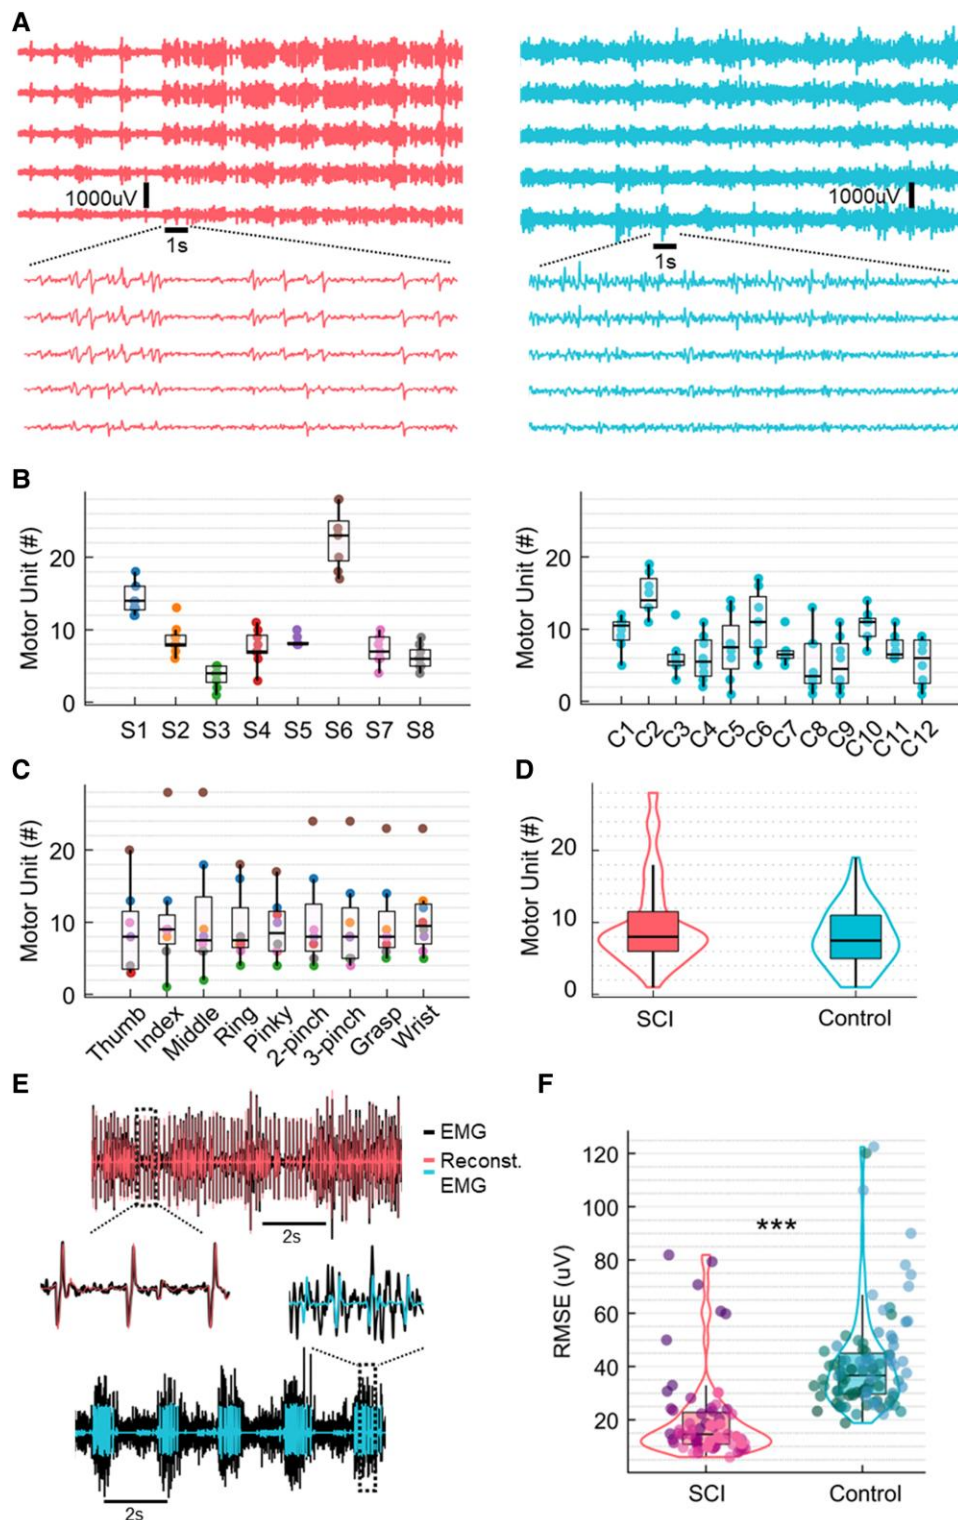 A
1000uV
1s
1000uV
1s
B
Motor Unit (#)
20
10
0
S1 S2 S3 S4 S5 S6 S7 S8
Motor Unit (#)
20
10
0
C1 C2 C3 C4 C5 C6 C7 C8 C9 C10 C11 C12
C
Motor Unit (#)
20
10
0
Thumb Index Middle Ring Pinky 2-pinch 3-pinch Grasp Wrist
D
Motor Unit (#)
20
10
0
SCI Control
E
EMG
Reconst.
EMG
2s
2s
F
RMSE (uV)
120
100
80
60
40
20
***
SCI Control